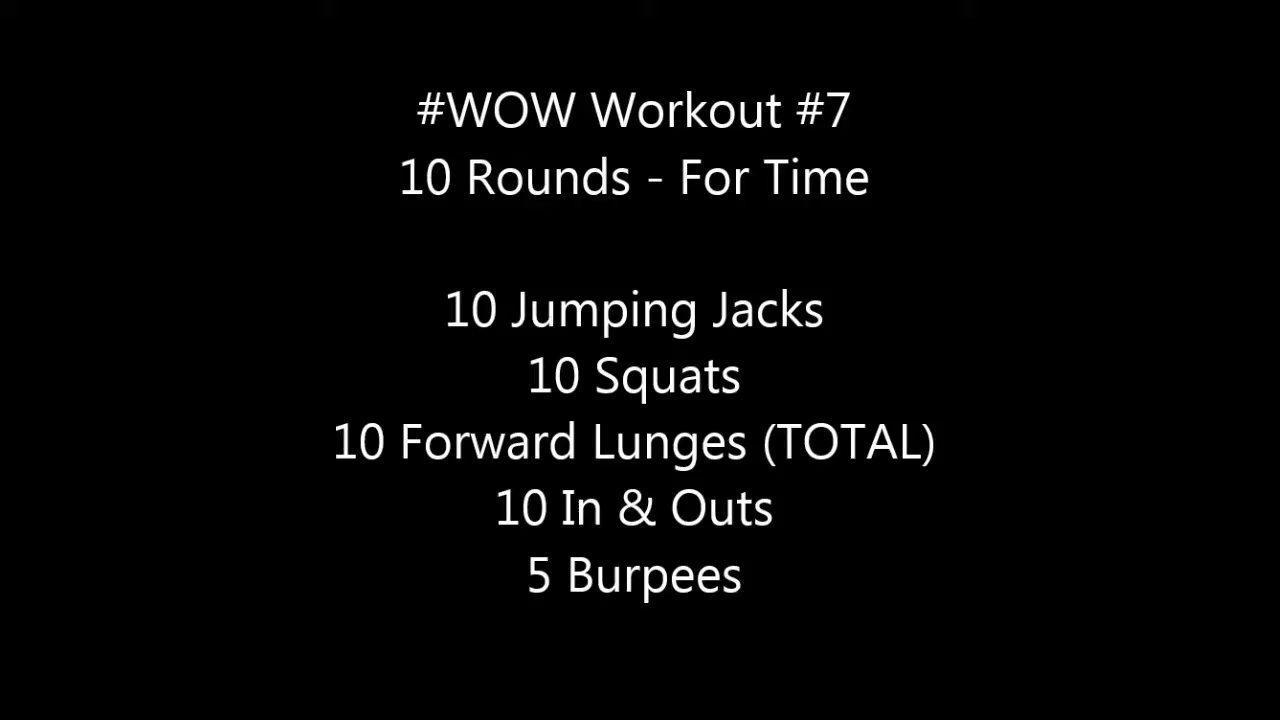 #WOW Workout #7
10 Rounds - For Time
10 Jumping Jacks
10 Squats
10 Forward Lunges (TOTAL)
10 In & Outs
5 Burpees